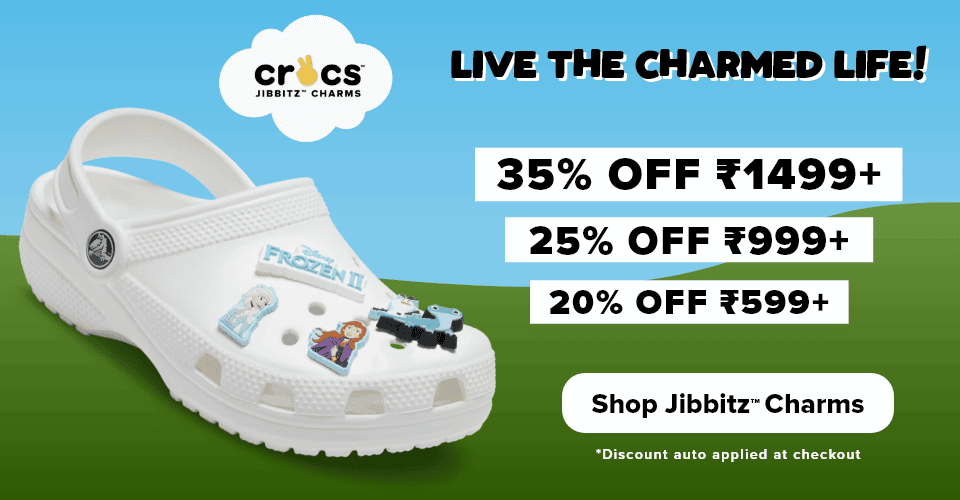 crocs™
JIBBITZ™ CHARMS
LIVE THE CHARMED LIFE!
35% OFF ₹1499+
25% OFF ₹999+
20% OFF ₹599+
Disney
FROZEN II
Shop Jibbitz™ Charms
*Discount auto applied at checkout